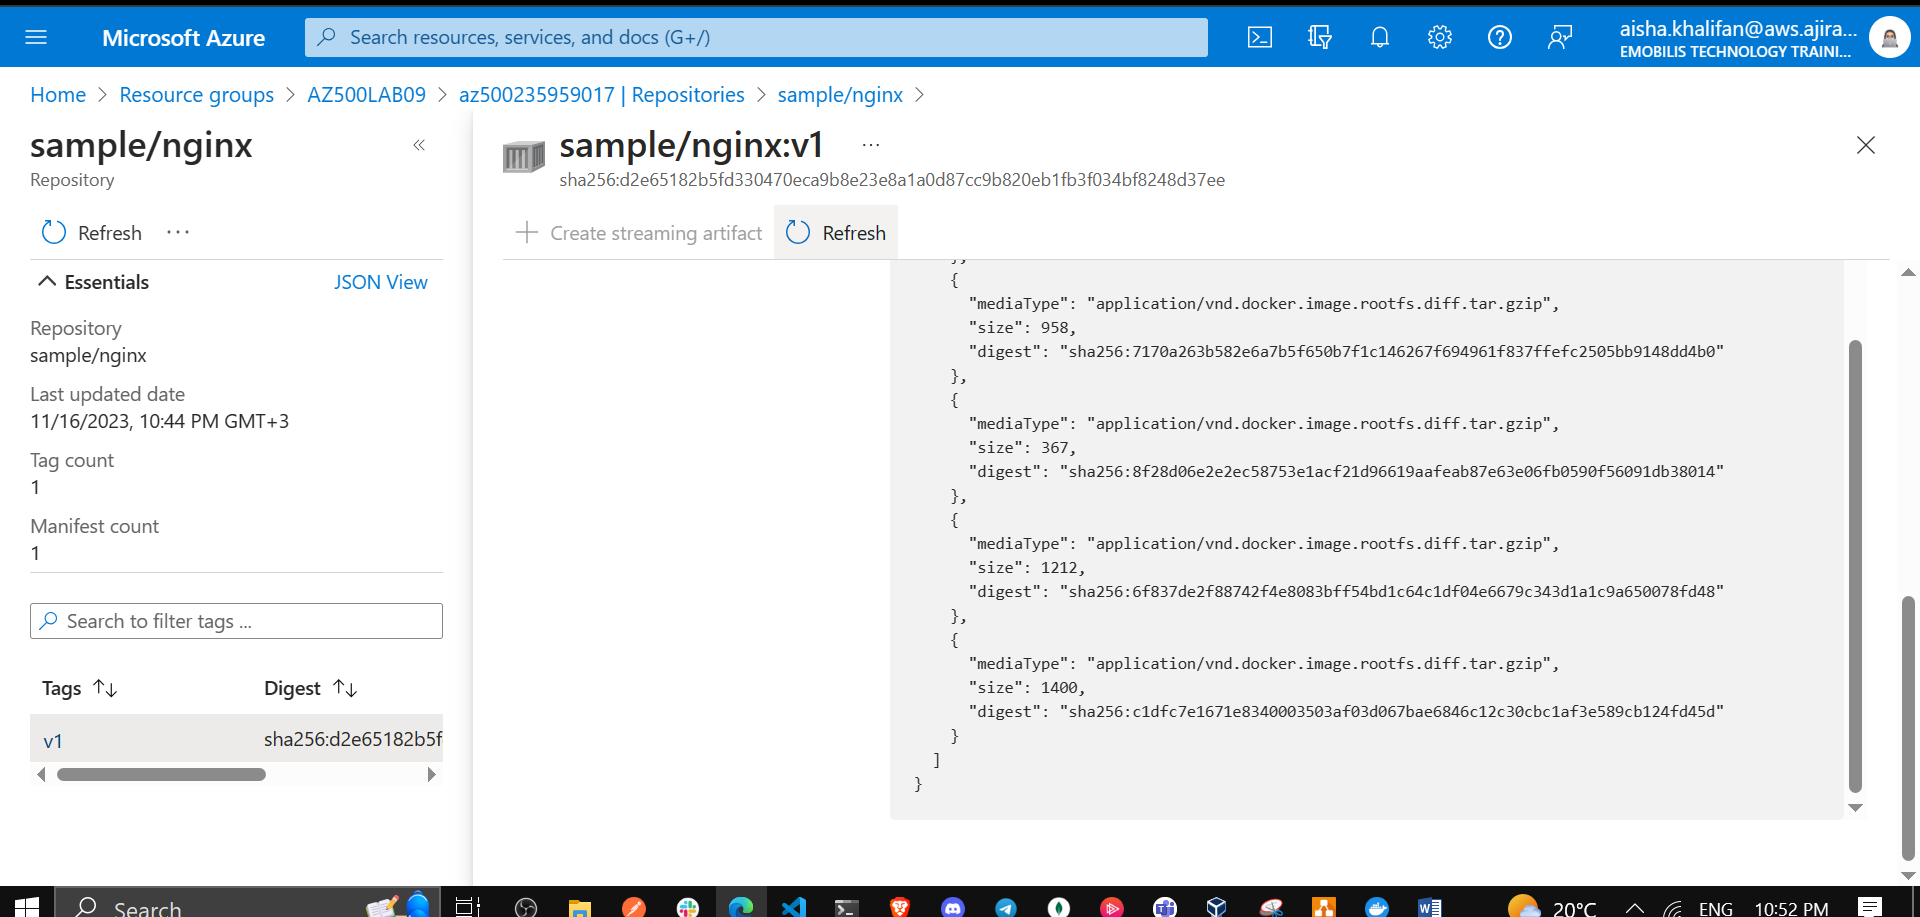 Microsoft Azure
Search resources, services, and docs (G+/)
aisha.khalifan@aws.ajira...
EMOBILIS TECHNOLOGY TRAINI...
Home > Resource groups > AZ500LAB09 > az500235959017 | Repositories > sample/nginx >
sample/nginx
Repository
Refresh ...
Essentials
JSON View
Repository
sample/nginx
Last updated date
11/16/2023, 10:44 PM GMT+3
Tag count
1
Manifest count
1
Search to filter tags ...
Tags ↑↓ Digest ↑↓
v1 sha256:d2e65182b5f
sample/nginx:v1 ...
sha256:d2e65182b5fd330470eca9b8e23e8a1a0d87cc9b820eb1fb3f034bf8248d37ee
+ Create streaming artifact Refresh
},
{
"mediaType": "application/vnd.docker.image.rootfs.diff.tar.gzip",
"size": 958,
"digest": "sha256:7170a263b582e6a7b5f650b7f1c146267f694961f837ffefc2505bb9148dd4b0"
},
{
"mediaType": "application/vnd.docker.image.rootfs.diff.tar.gzip",
"size": 367,
"digest": "sha256:8f28d06e2e2ec58753e1acf21d96619aafeab87e63e06fb0590f56091db38014"
},
{
"mediaType": "application/vnd.docker.image.rootfs.diff.tar.gzip",
"size": 1212,
"digest": "sha256:6f837de2f88742f4e8083bff54bd1c64c1df04e6679c343d1a1c9a650078fd48"
},
{
"mediaType": "application/vnd.docker.image.rootfs.diff.tar.gzip",
"size": 1400,
"digest": "sha256:c1dfc7e1671e8340003503af03d067bae6846c12c30cbc1af3e589cb124fd45d"
}
]
}
Search
20°C
ENG
10:52 PM